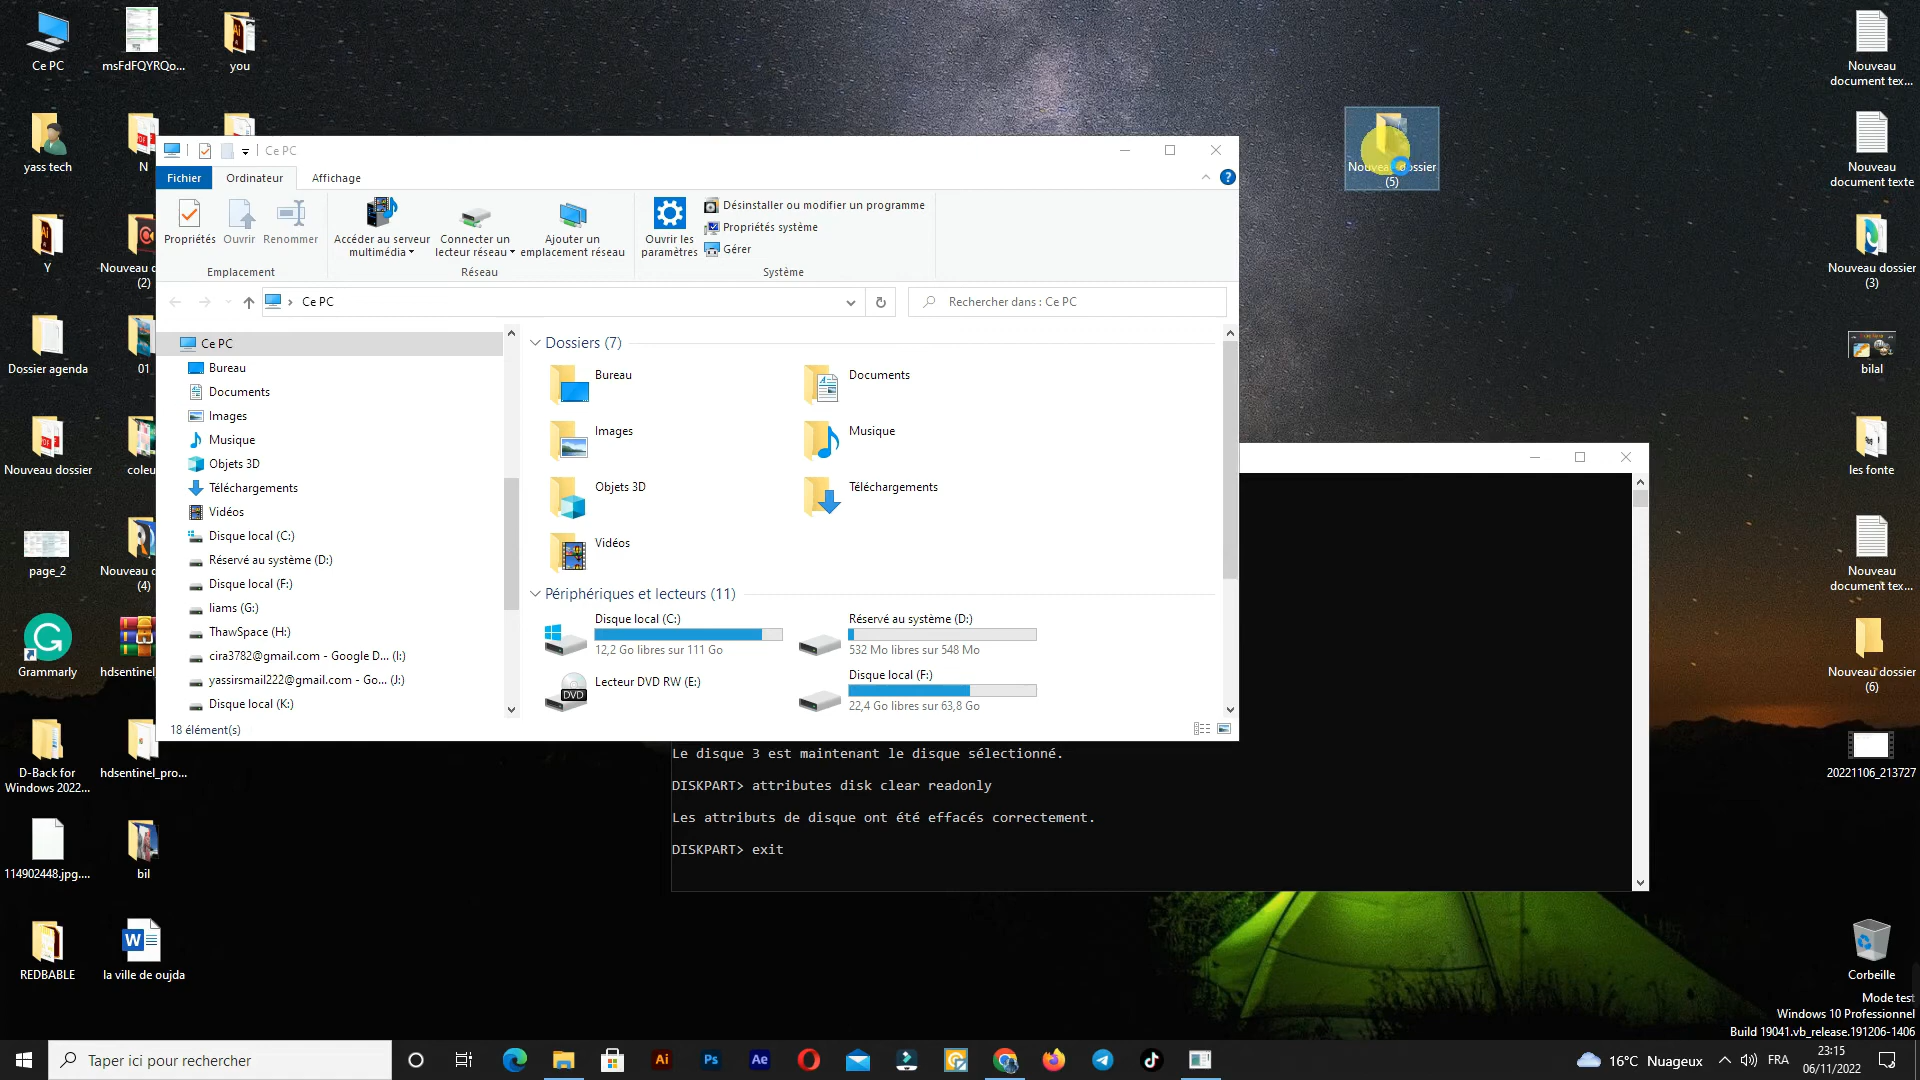 Ce PC
msFdFQYRQo...
you
yass tech
N
Y
Nouveau d
(2)
Dossier agenda
01
Nouveau dossier
coleu
page_2
Nouveau d
(4)
Grammarly
hdsentinel
D-Back for
Windows 2022...
hdsentinel_pro...
114902448.jpg....
bil
REDBABLE
la ville de oujda
Ce PC
Fichier
Ordinateur
Affichage
Propriétés
Ouvrir
Renommer
Accéder au serveur
multimédia
Connecter un
lecteur réseau
Ajouter un
emplacement réseau
Ouvrir les
paramètres
Désinstaller ou modifier un programme
Propriétés système
Gérer
Emplacement
Réseau
Système
Ce PC
Rechercher dans : Ce PC
Ce PC
Bureau
Documents
Images
Musique
Objets 3D
Téléchargements
Vidéos
Disque local (C:)
Réservé au système (D:)
Disque local (F:)
liams (G:)
ThawSpace (H:)
cira3782@gmail.com - Google D... (I:)
yassirsmail222@gmail.com - Go... (J:)
Disque local (K:)
Dossiers (7)
Bureau
Documents
Images
Musique
Objets 3D
Téléchargements
Vidéos
Périphériques et lecteurs (11)
Disque local (C:)
12,2 Go libres sur 111 Go
Réservé au système (D:)
532 Mo libres sur 548 Mo
DVD
Lecteur DVD RW (E:)
Disque local (F:)
22,4 Go libres sur 63,8 Go
18 élément(s)
Le disque 3 est maintenant le disque sélectionné.
DISKPART> attributes disk clear readonly
Les attributs de disque ont été effacés correctement.
DISKPART> exit
Nouveau dossier
(5)
Nouveau
document tex...
Nouveau
document texte
Nouveau dossier
(3)
bilal
les fonte
Nouveau
document tex...
Nouveau dossier
(6)
20221106_213727
Corbeille
Mode test
Windows 10 Professionnel
Build 19041.vb_release.191206-1406
Taper ici pour rechercher
Ai
Ps
Ae
16°C Nuageux
FRA
23:15
06/11/2022